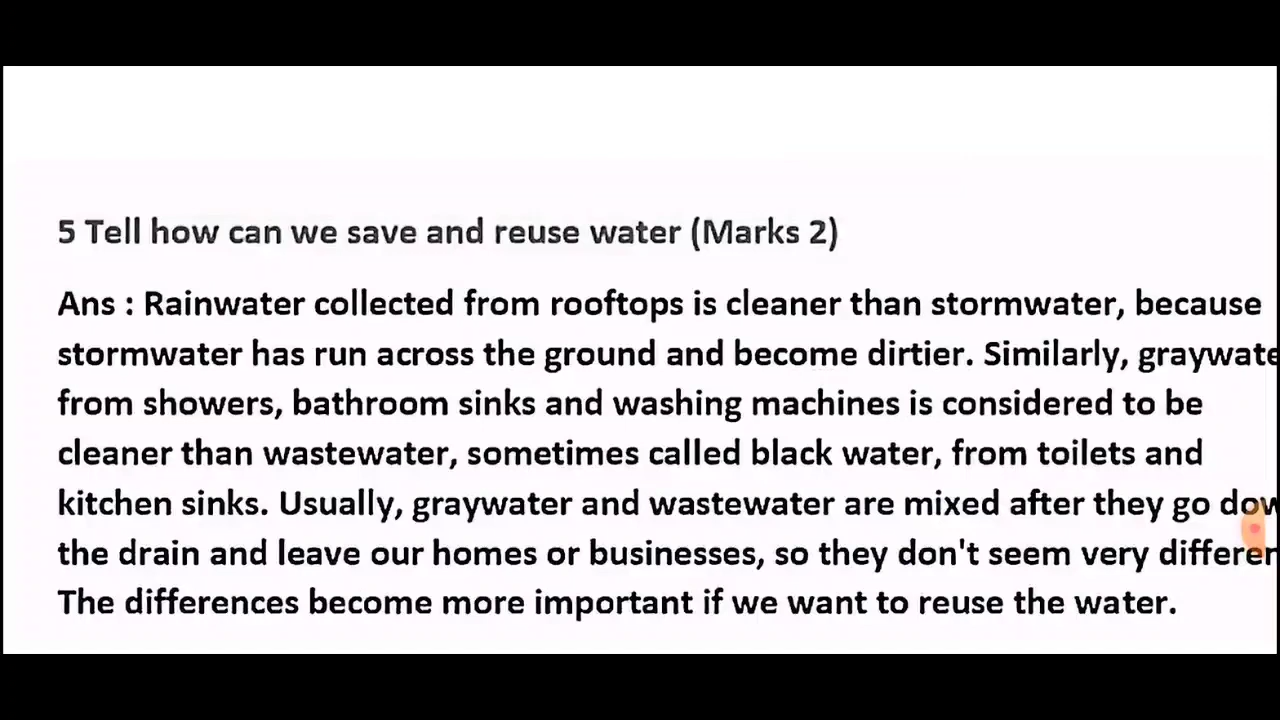 5 Tell how can we save and reuse water (Marks 2)
Ans : Rainwater collected from rooftops is cleaner than stormwater, because
stormwater has run across the ground and become dirtier. Similarly, graywate
from showers, bathroom sinks and washing machines is considered to be
cleaner than wastewater, sometimes called black water, from toilets and
kitchen sinks. Usually, graywater and wastewater are mixed after they go dow
the drain and leave our homes or businesses, so they don't seem very differen
The differences become more important if we want to reuse the water.